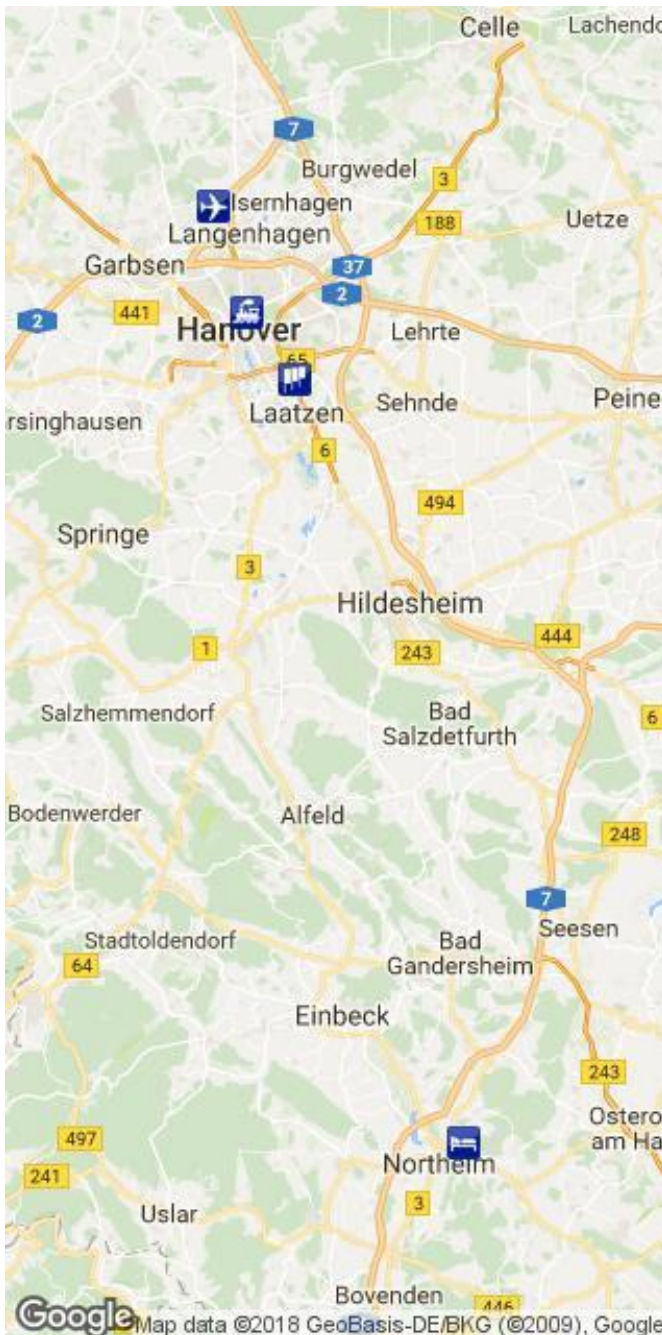 Celle
Lachendo
7
Burgwedel
3
Isernhagen
188
Uetze
Langenhagen
Garbsen
37
2
441
2
Hanover
Lehrte
65
Peine
Sehnde
Laatzen
rsinghausen
6
494
Springe
3
Hildesheim
444
1
243
Salzhemmendorf
Bad
Salzdetfurth
6
Bodenwerder
Alfeld
248
7
Seesen
Stadtoldendorf
Bad
Gandersheim
64
Einbeck
243
Ostero
am Ha
497
Northeim
241
3
Uslar
Bovenden
446
Google
Map data ©2018 GeoBasis-DE/BKG (©2009), Google